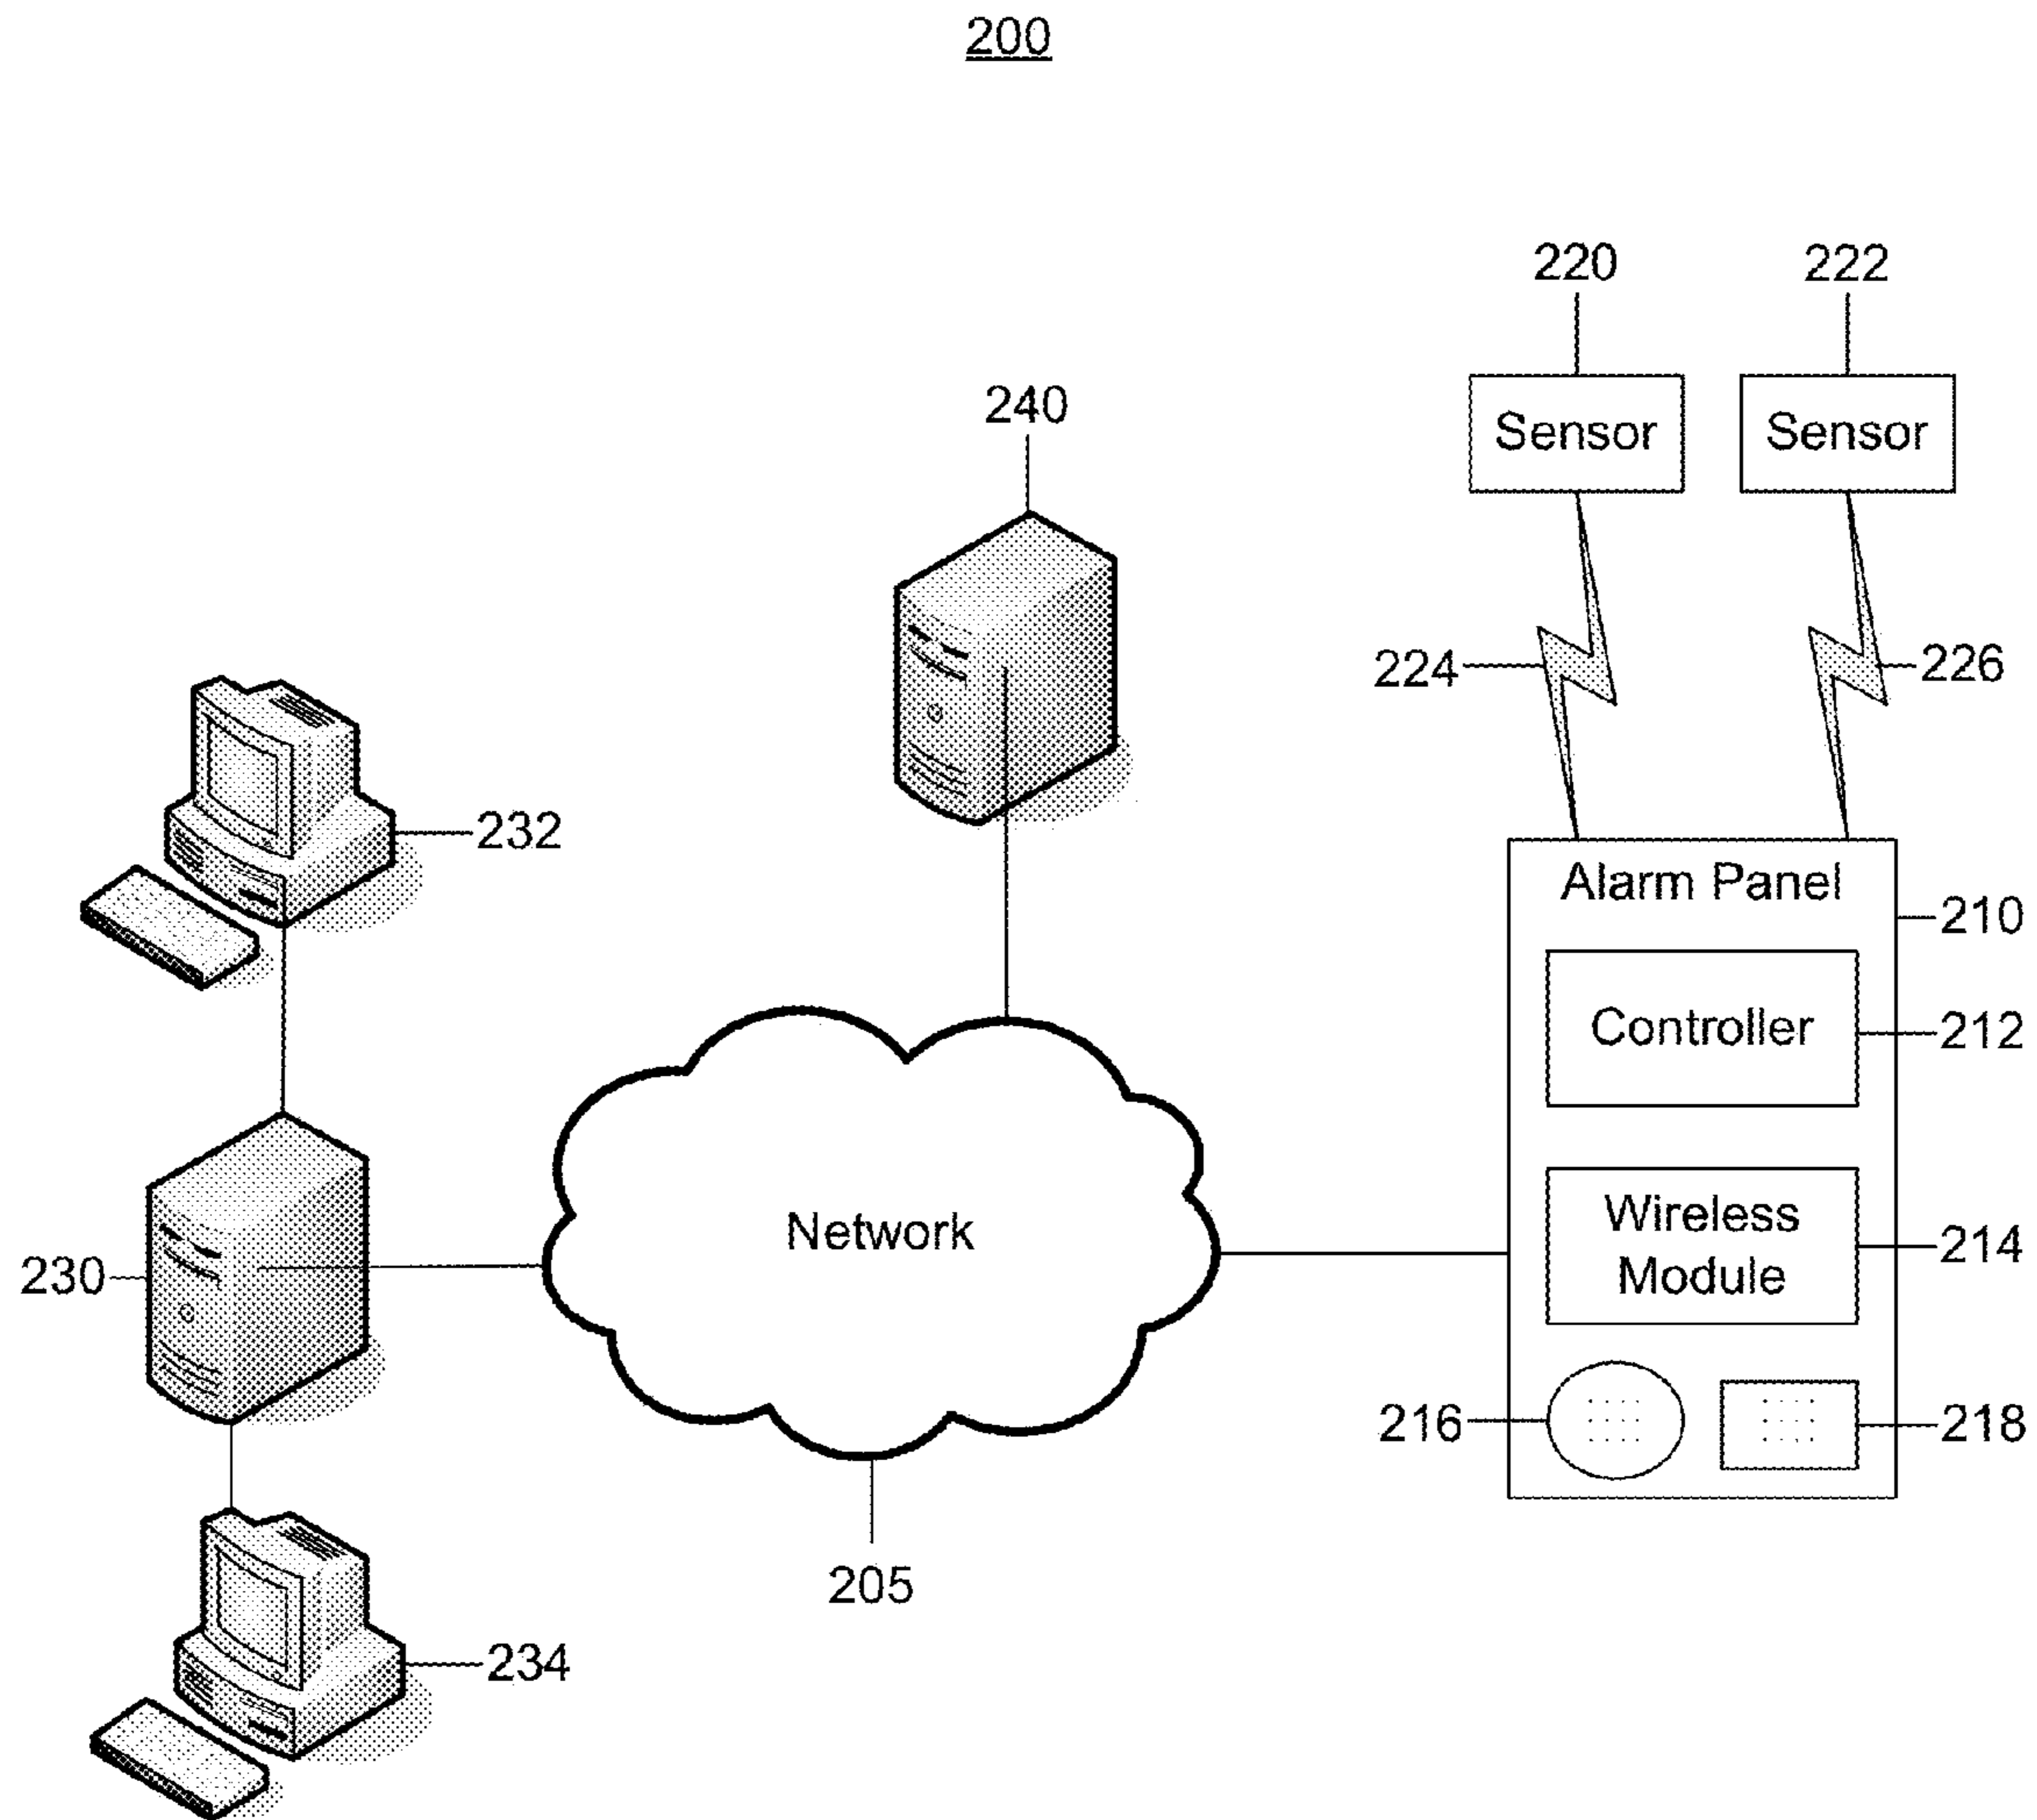 200
220
222
240
Sensor
Sensor
224
226
232
Alarm Panel
210
Controller
212
Network
Wireless
Module
214
230
216
218
205
234